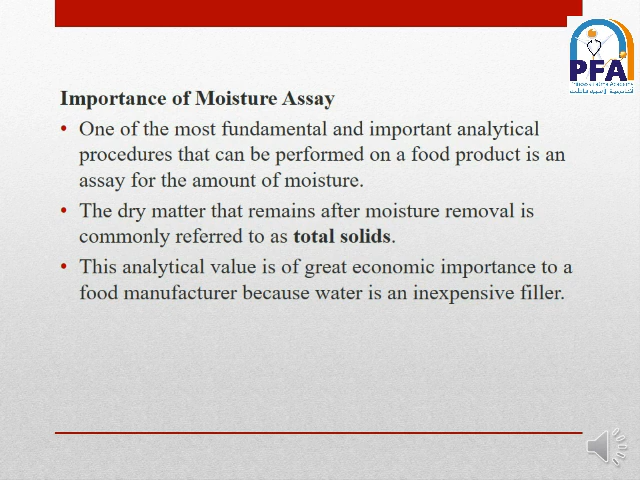 PFA
Importance of Moisture Assay
• One of the most fundamental and important analytical
procedures that can be performed on a food product is an
assay for the amount of moisture.
• The dry matter that remains after moisture removal is
commonly referred to as total solids.
• This analytical value is of great economic importance to a
food manufacturer because water is an inexpensive filler.